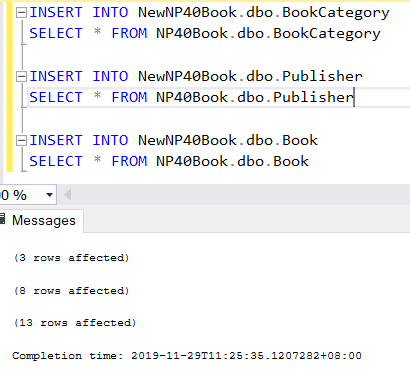 INSERT INTO NewNP40Book.dbo.BookCategory
SELECT * FROM NP40Book.dbo.BookCategory
INSERT INTO NewNP40Book.dbo.Publisher
SELECT * FROM NP40Book.dbo.Publisher
INSERT INTO NewNP40Book.dbo.Book
SELECT * FROM NP40Book.dbo.Book
0 %
Messages
(3 rows affected)
(8 rows affected)
(13 rows affected)
Completion time: 2019-11-29T11:25:35.1207282+08:00